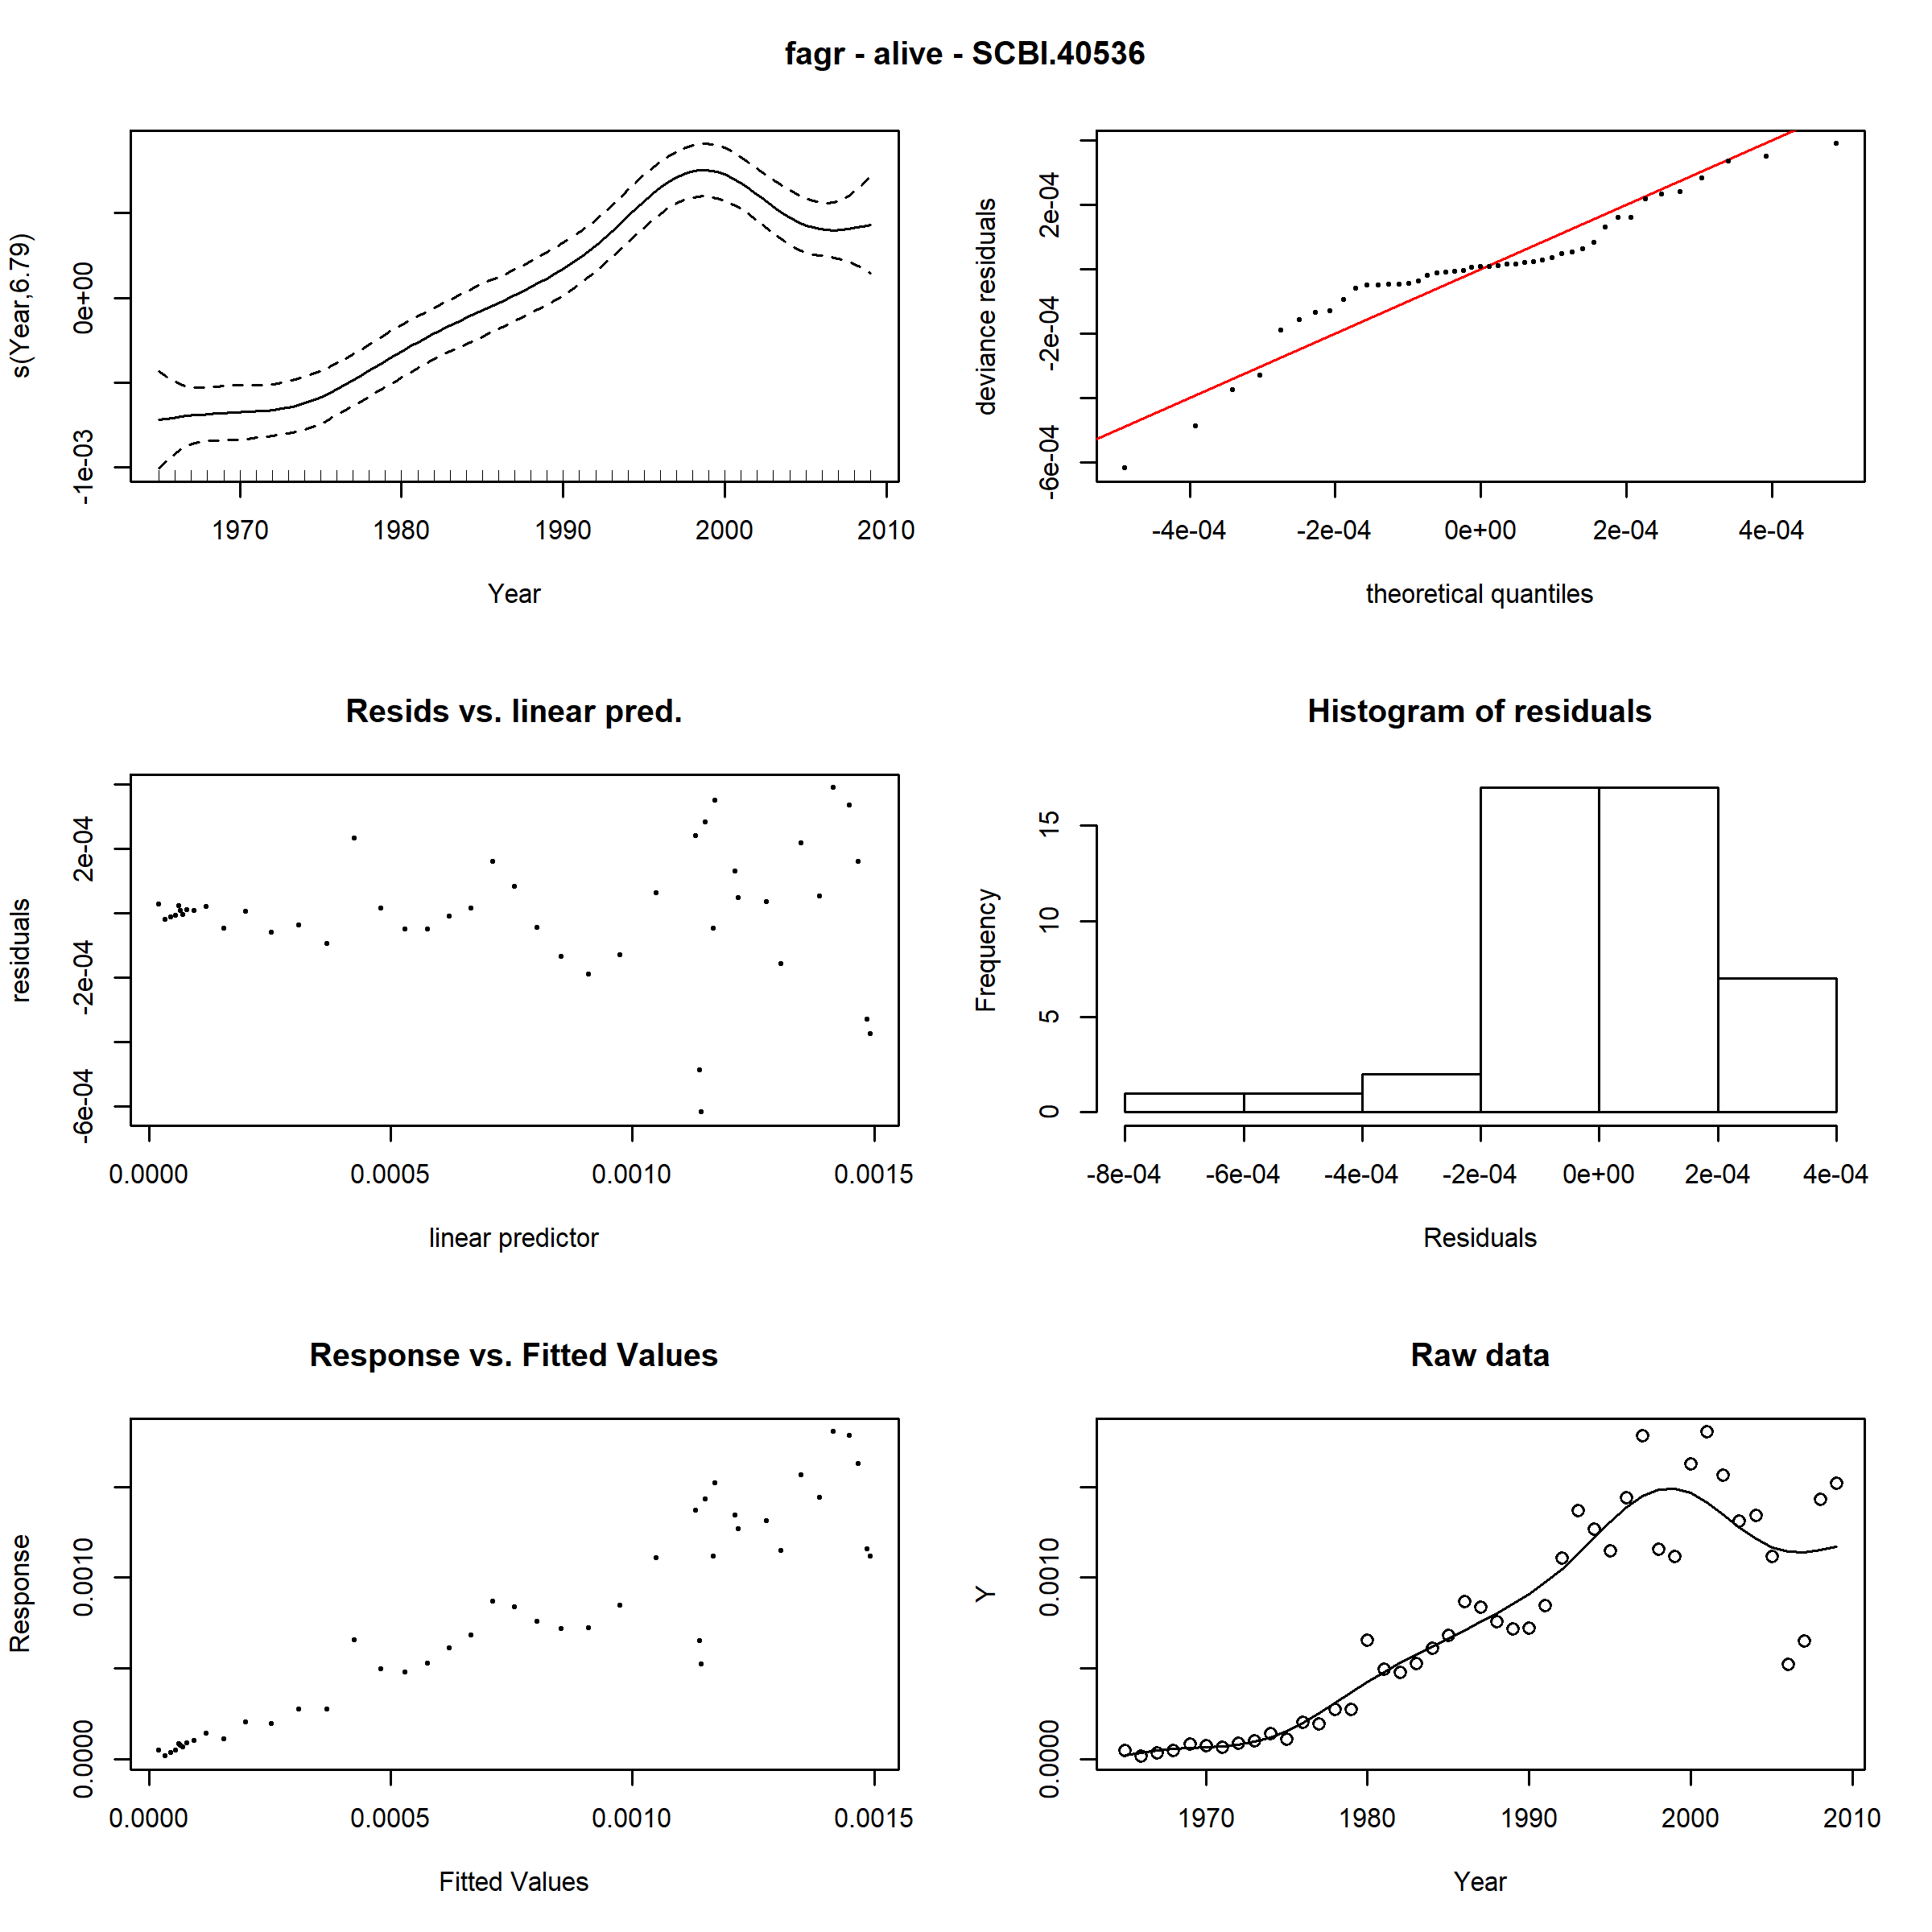 fagr - alive - SCBI.40536
s(Year,6.79)
-1e-03
0e+00
1970 1980 1990 2000 2010
Year
deviance residuals
-6e-04
-2e-04
2e-04
-4e-04 -2e-04 0e+00 2e-04 4e-04
theoretical quantiles
Resids vs. linear pred.
residuals
-6e-04
-2e-04
2e-04
0.0000 0.0005 0.0010 0.0015
linear predictor
Histogram of residuals
Frequency
0
5
10
15
-8e-04 -6e-04 -4e-04 -2e-04 0e+00 2e-04 4e-04
Residuals
Response vs. Fitted Values
Response
0.0000
0.0010
0.0000 0.0005 0.0010 0.0015
Fitted Values
Raw data
Y
0.0000
0.0010
1970 1980 1990 2000 2010
Year